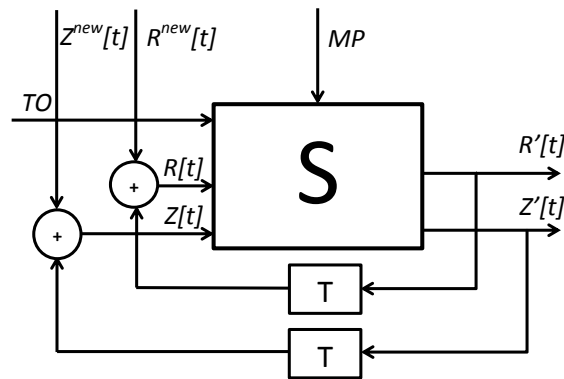 Z^new[t]
R^new[t]
MP
TO
S
R'[t]
R[t]
+
Z'[t]
Z[t]
+
T
T